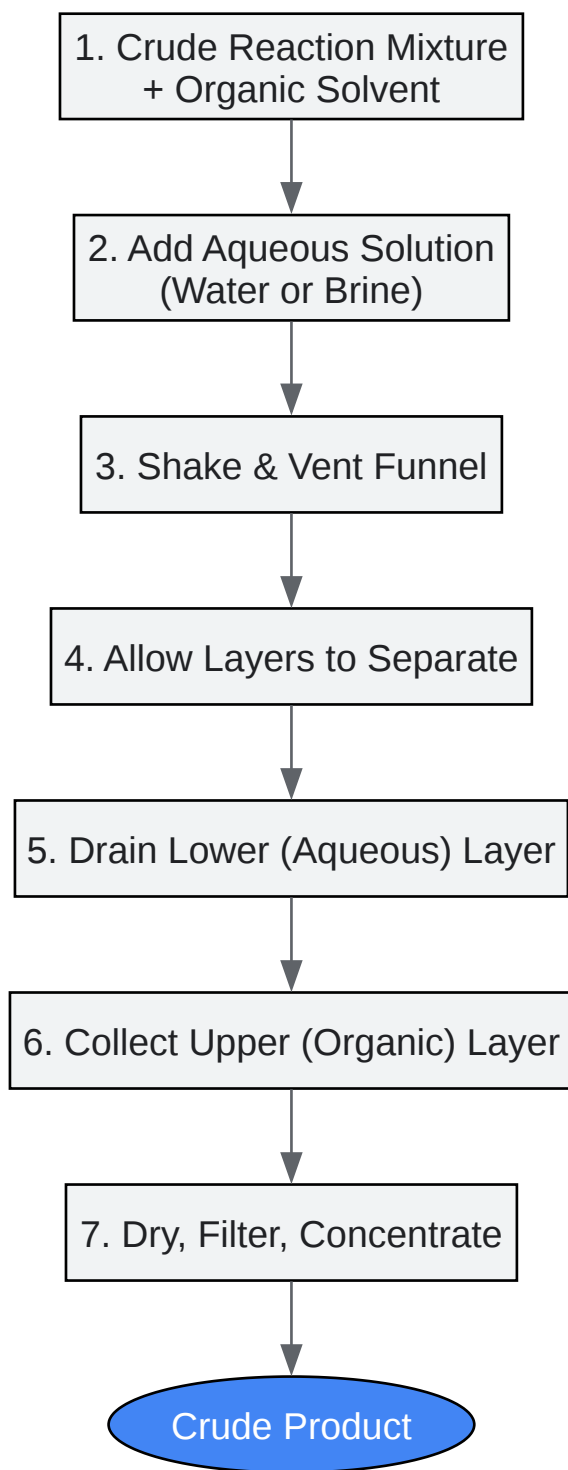 1. Crude Reaction Mixture
+ Organic Solvent
2. Add Aqueous Solution
(Water or Brine)
3. Shake & Vent Funnel
4. Allow Layers to Separate
5. Drain Lower (Aqueous) Layer
6. Collect Upper (Organic) Layer
7. Dry, Filter, Concentrate
Crude Product